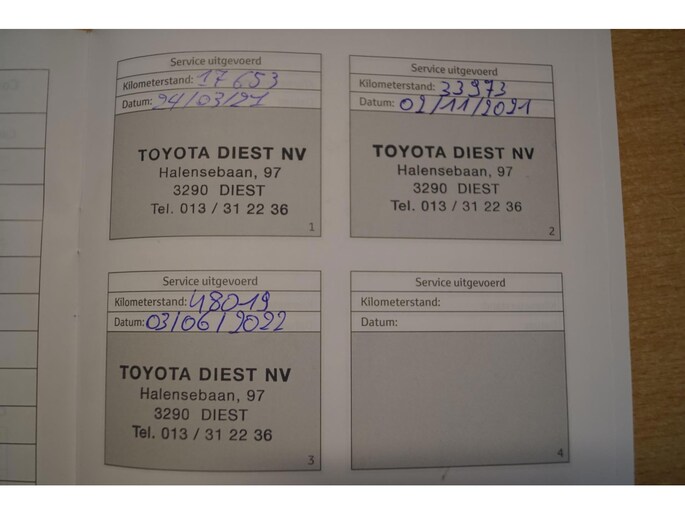 Service uitgevoerd
Kilometerstand: 17 653
Datum: 24/03/21
TOYOTA DIEST NV
Halensebaan, 97
3290 DIEST
Tel. 013 / 31 22 36
1
Service uitgevoerd
Kilometerstand: 33973
Datum: 02/11/2021
TOYOTA DIEST NV
Halensebaan, 97
3290 DIEST
Tel. 013 / 31 22 36
2
Service uitgevoerd
Kilometerstand: 48019
Datum: 03/06/2022
TOYOTA DIEST NV
Halensebaan, 97
3290 DIEST
Tel. 013 / 31 22 36
3
Service uitgevoerd
Kilometerstand:
Datum:
4